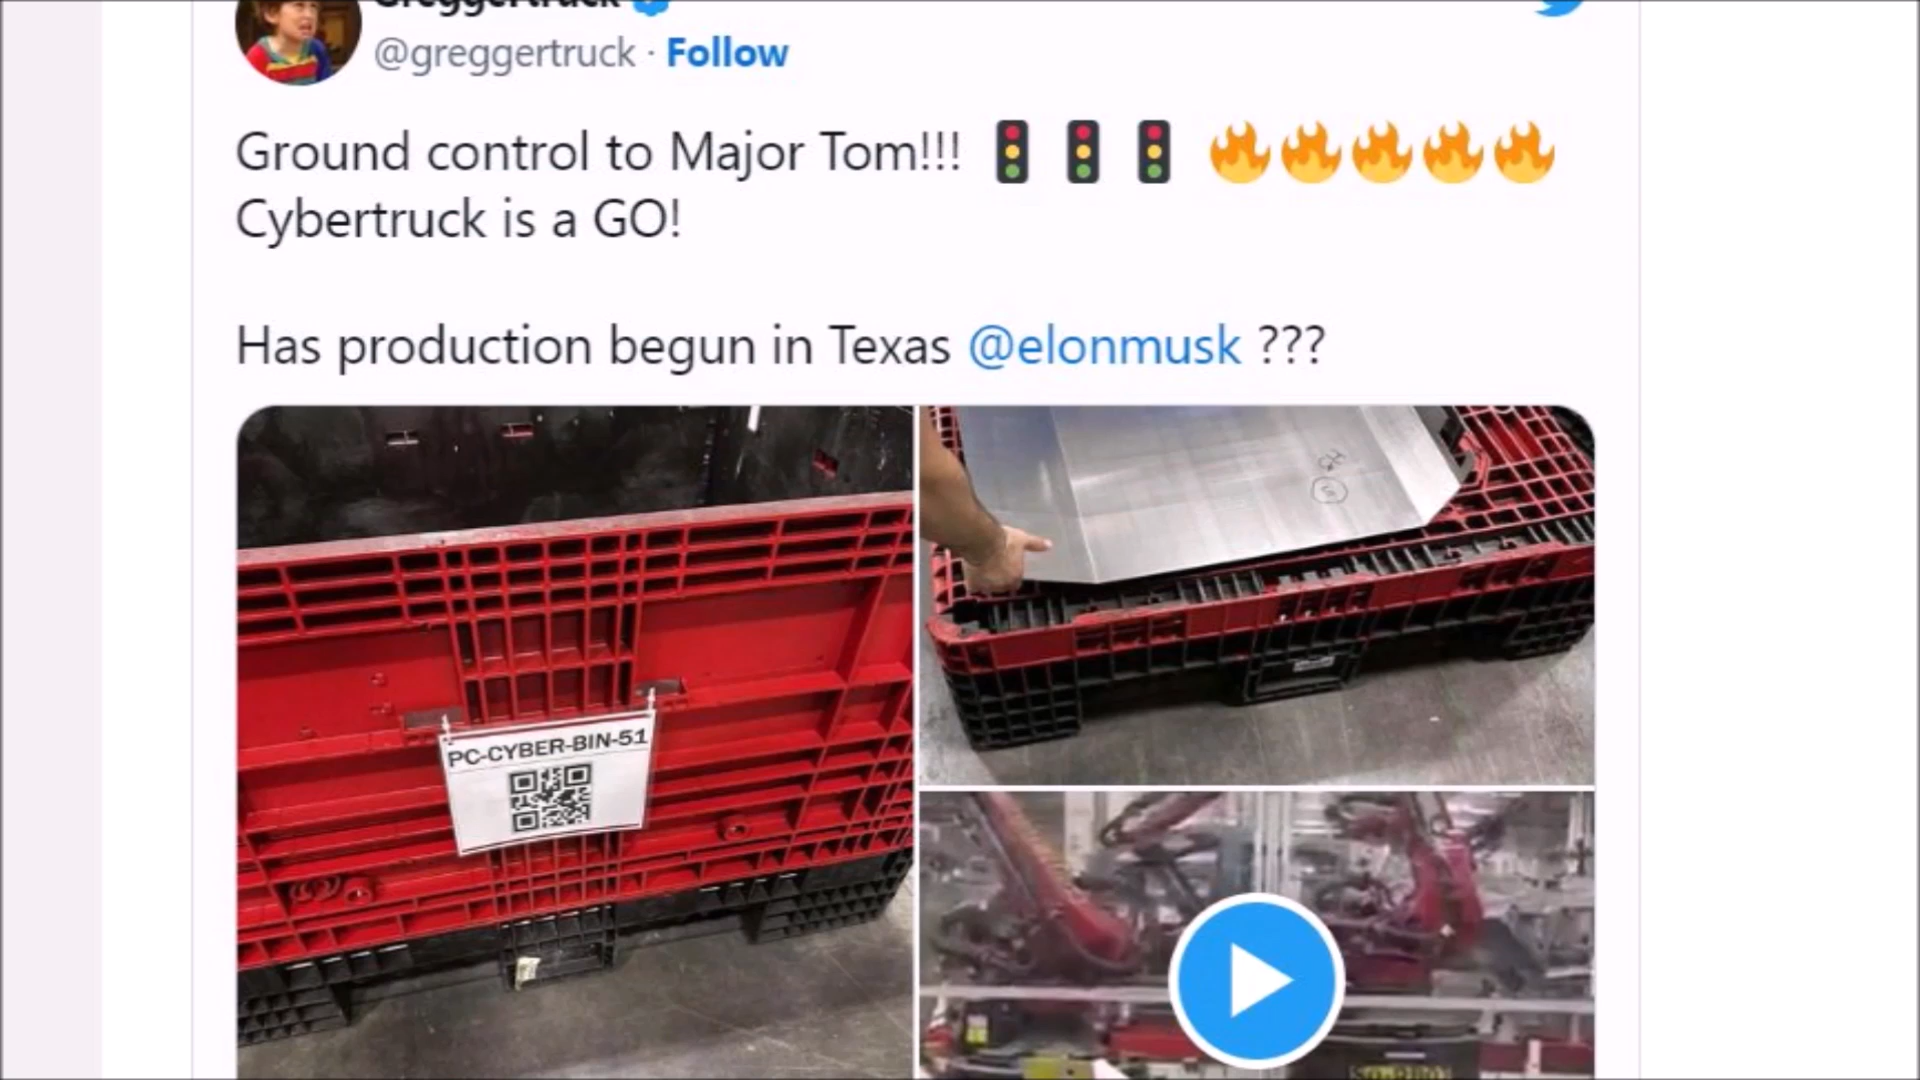 Greggertruck
@greggertruck · Follow
Ground control to Major Tom!!! 🚦 🚦 🚦 🔥🔥🔥🔥🔥
Cybertruck is a GO!
Has production begun in Texas @elonmusk ???
PC-CYBER-BIN-51